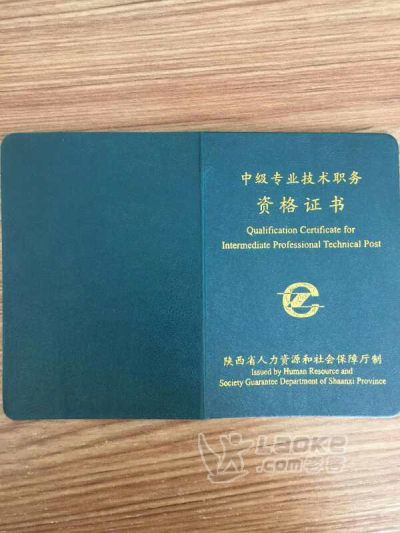 中级专业技术职务
资格证书
Qualification Certificate for
Intermediate Professional Technical Post
陕西省人力资源和社会保障厅制
Issued by Human Resource and
Society Guarantee Department of Shaanxi Province
Laoke
.com